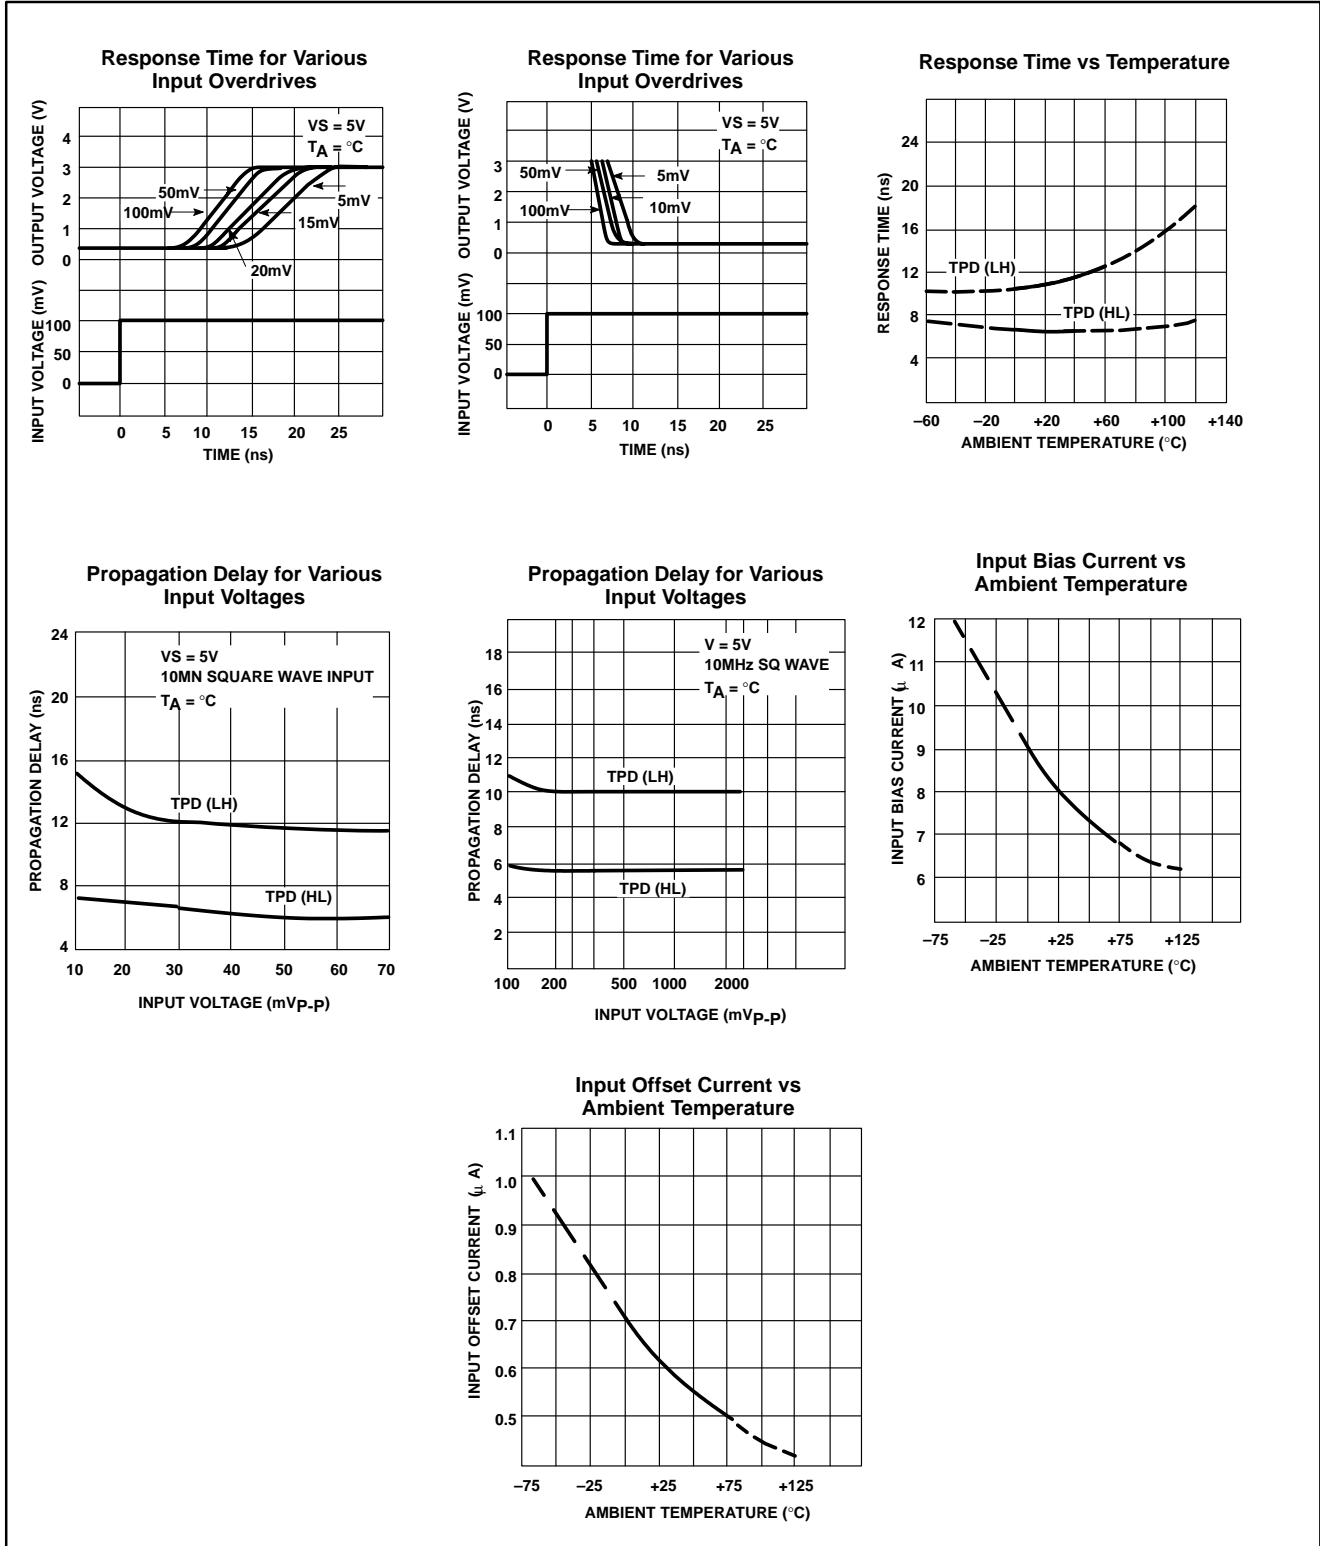 Response Time for Various
Input Overdrives
OUTPUT VOLTAGE (V)
INPUT VOLTAGE (mV)
4
3
2
1
0
100
50
0
VS = 5V
TA = °C
50mV
100mV
5mV
15mV
20mV
0 5 10 15 20 25
TIME (ns)
Response Time for Various
Input Overdrives
OUTPUT VOLTAGE (V)
INPUT VOLTAGE (mV)
3
2
1
0
100
50
0
VS = 5V
TA = °C
50mV
5mV
100mV
10mV
0 5 10 15 20 25
TIME (ns)
Response Time vs Temperature
RESPONSE TIME (ns)
24
20
16
12
8
4
TPD (LH)
TPD (HL)
–60 –20 +20 +60 +100 +140
AMBIENT TEMPERATURE (°C)
Propagation Delay for Various
Input Voltages
PROPAGATION DELAY (ns)
24
20
16
12
8
4
VS = 5V
10MN SQUARE WAVE INPUT
TA = °C
TPD (LH)
TPD (HL)
10 20 30 40 50 60 70
INPUT VOLTAGE (mVP-P)
Propagation Delay for Various
Input Voltages
PROPAGATION DELAY (ns)
18
16
14
12
10
8
6
4
2
V = 5V
10MHz SQ WAVE
TA = °C
TPD (LH)
TPD (HL)
100 200 500 1000 2000
INPUT VOLTAGE (mVP-P)
Input Bias Current vs
Ambient Temperature
INPUT BIAS CURRENT (µ A)
12
11
10
9
8
7
6
–75 –25 +25 +75 +125
AMBIENT TEMPERATURE (°C)
Input Offset Current vs
Ambient Temperature
INPUT OFFSET CURRENT (µ A)
1.1
1.0
0.9
0.8
0.7
0.6
0.5
–75 –25 +25 +75 +125
AMBIENT TEMPERATURE (°C)